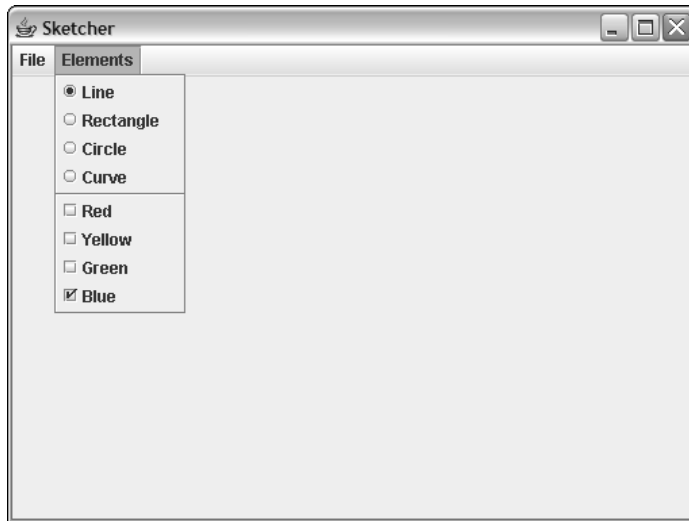 Sketcher
File Elements
Line
Rectangle
Circle
Curve
Red
Yellow
Green
Blue